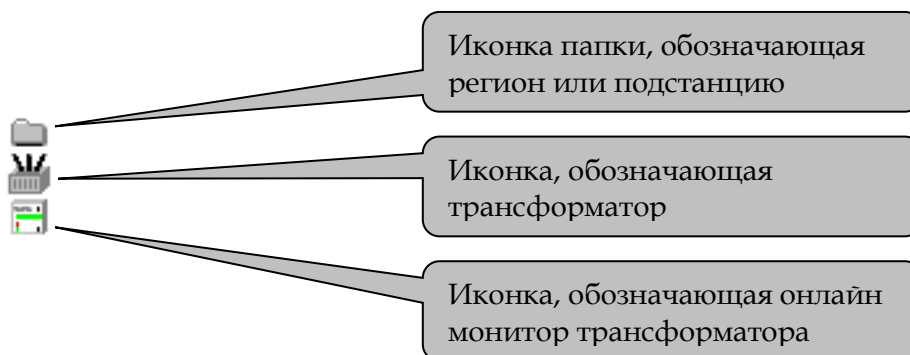 Иконка папки, обозначающая
регион или подстанцию
Иконка, обозначающая
трансформатор
Иконка, обозначающая онлайн
монитор трансформатора